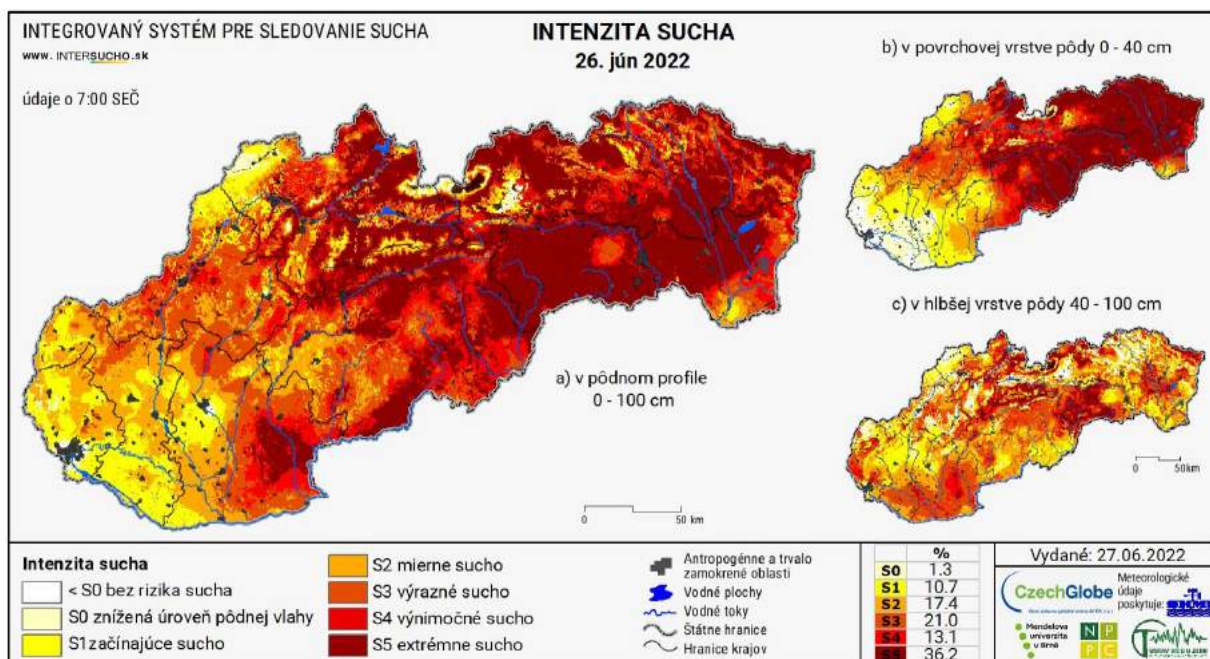 INTEGROVANÝ SYSTÉM PRE SLEDOVANIE SUCHA
www. INTERSUCHO.sk
údaje o 7:00 SEČ
INTENZITA SUCHA
26. jún 2022
b) v povrchovej vrstve pôdy 0 - 40 cm
a) v pôdnom profile
0 - 100 cm
c) v hlbšej vrstve pôdy 40 - 100 cm
0 50 km
0 50km
Intenzita sucha
< S0 bez rizika sucha
S0 znížená úroveň pôdnej vlahy
S1 začínajúce sucho
S2 mierne sucho
S3 výrazné sucho
S4 výnimočné sucho
S5 extrémne sucho
Antropogénne a trvalo
zamokrené oblasti
Vodné plochy
Vodné toky
Štátne hranice
Hranice krajov
%
S0 1.3
S1 10.7
S2 17.4
S3 21.0
S4 13.1
S5 36.2
Vydané: 27.06.2022
CzechGlobe
Meteorologické
údaje
poskytuje:
Mendelova
univerzita
v Brně
N P
P C